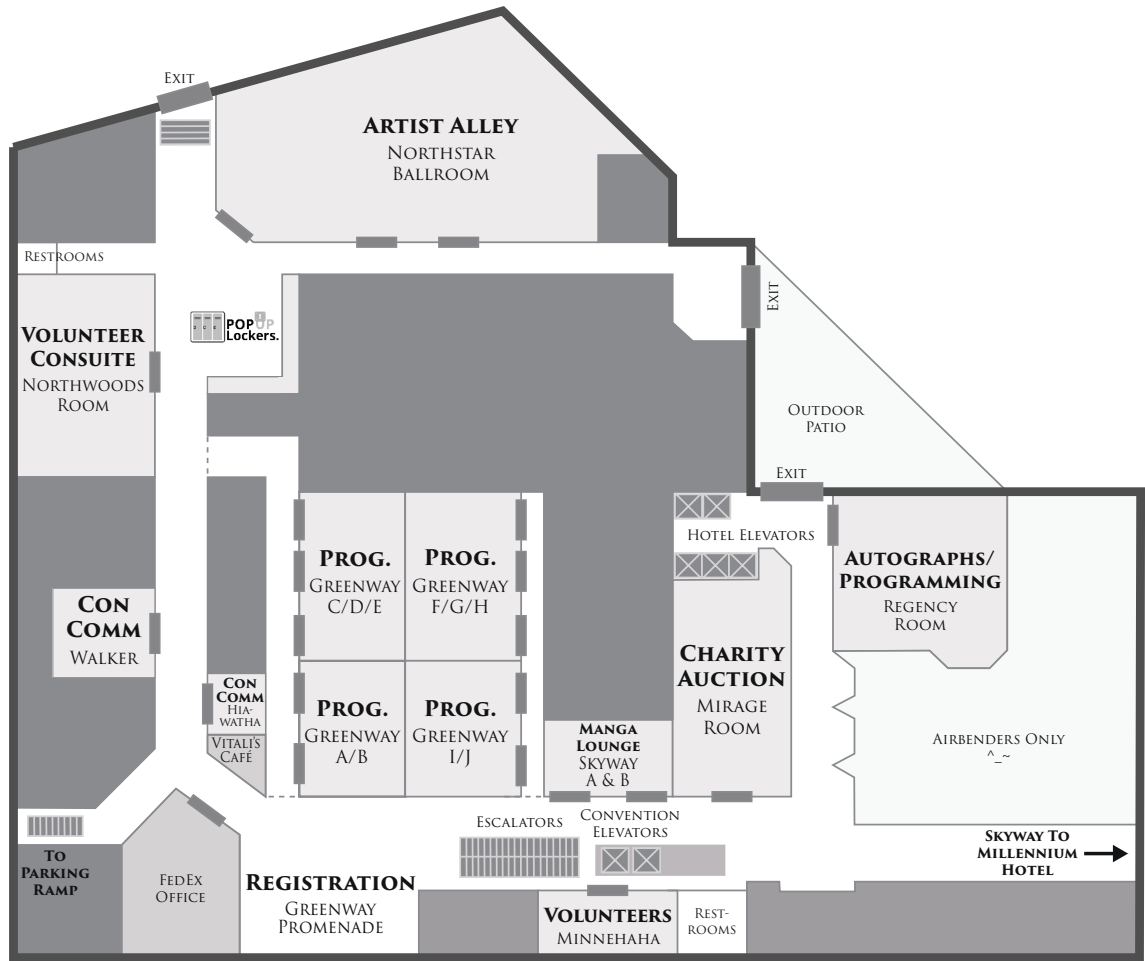 EXIT
ARTIST ALLEY
NORTHSTAR
BALLROOM
RESTROOMS
EXIT
POP UP
Lockers.
VOLUNTEER
CONSUITE
NORTHWOODS
ROOM
OUTDOOR
PATIO
EXIT
HOTEL ELEVATORS
PROG.
GREENWAY
C/D/E
PROG.
GREENWAY
F/G/H
AUTOGRAPHS/
PROGRAMMING
REGENCY
ROOM
CON
COMM
WALKER
CHARITY
AUCTION
MIRAGE
ROOM
CON
COMM
HIA-
WATHA
VITALI'S
CAFÉ
PROG.
GREENWAY
A/B
PROG.
GREENWAY
I/J
MANGA
LOUNGE
SKYWAY
A & B
AIRBENDERS ONLY
^_~
ESCALATORS
CONVENTION
ELEVATORS
SKYWAY TO
MILLENNIUM
HOTEL
TO
PARKING
RAMP
FEDEX
OFFICE
REGISTRATION
GREENWAY
PROMENADE
VOLUNTEERS
MINNEHAHA
REST-
ROOMS